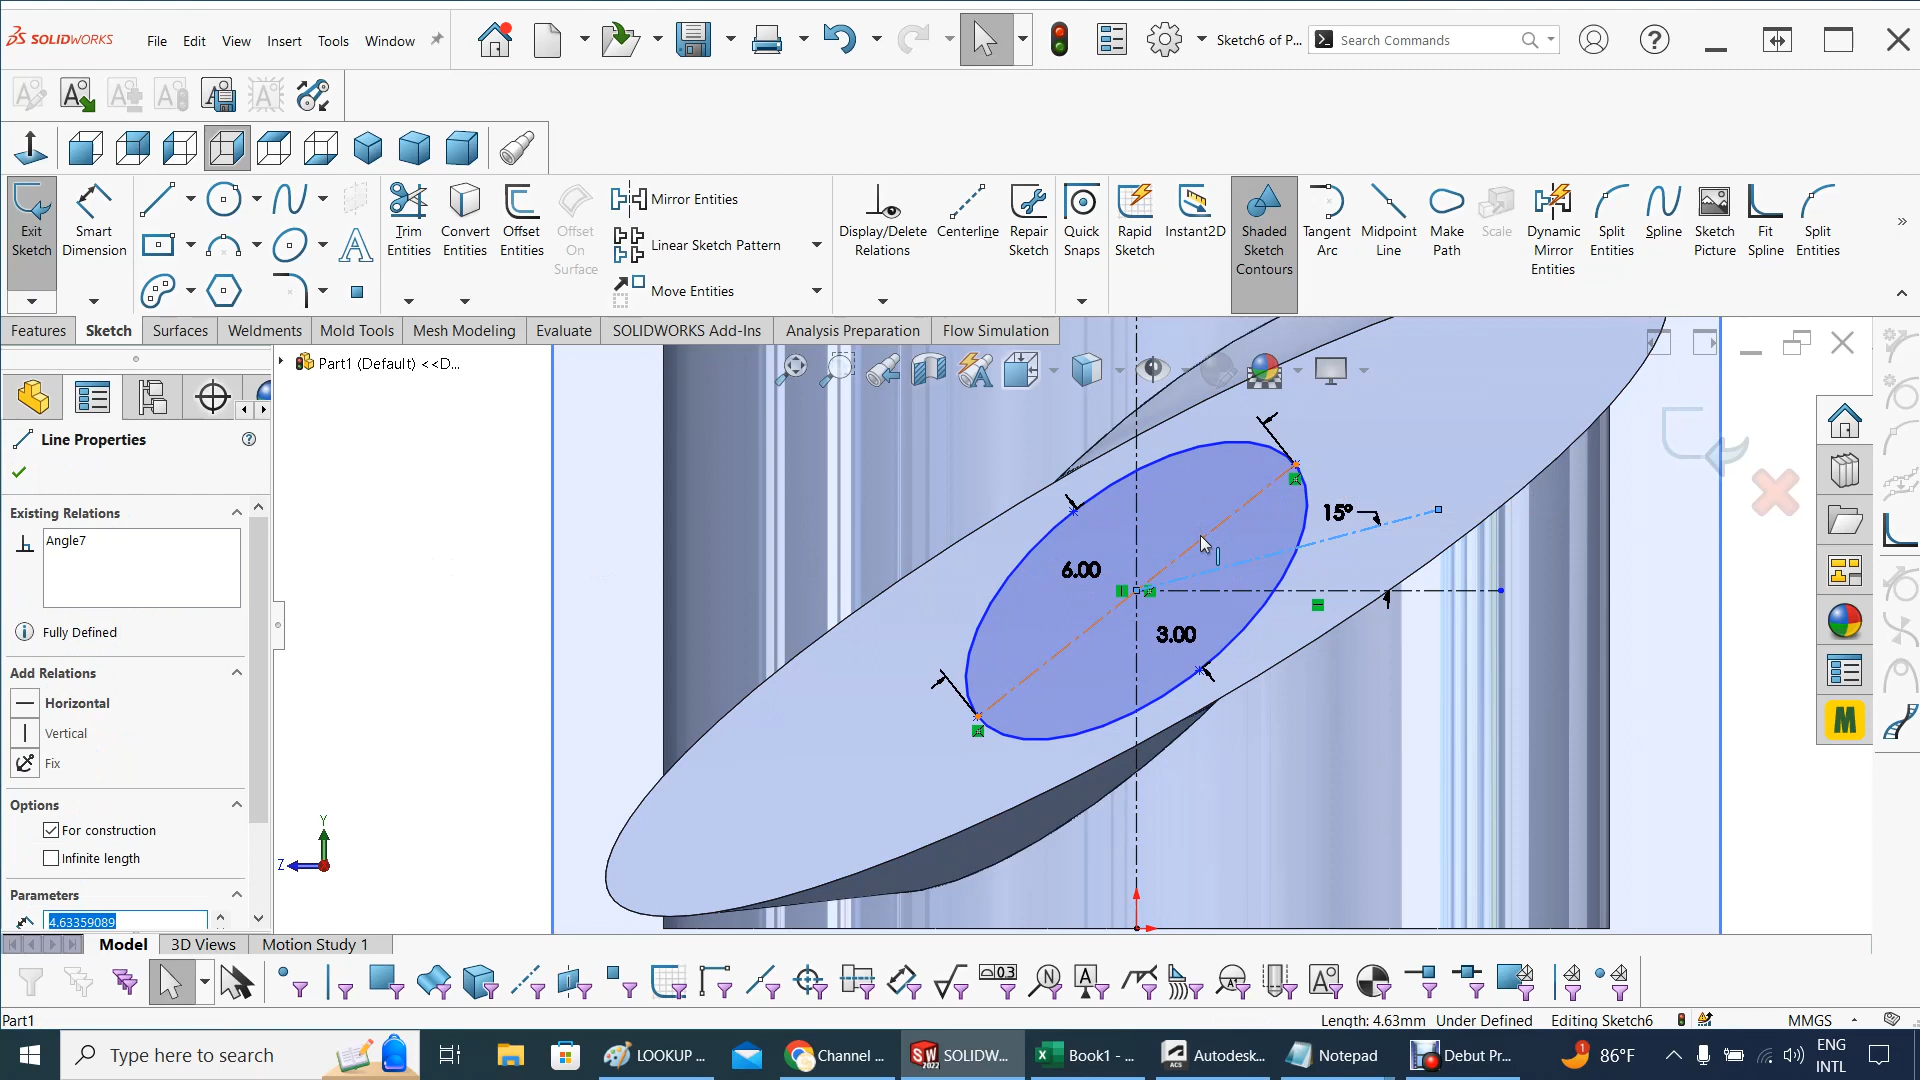 SOLIDWORKS
File Edit View Insert Tools Window
Sketch6 of P...
Search Commands
Exit Sketch
Smart Dimension
Trim Entities
Convert Entities
Offset Entities
Offset On Surface
Mirror Entities
Linear Sketch Pattern
Move Entities
Display/Delete Relations
Centerline
Repair Sketch
Quick Snaps
Rapid Sketch
Instant2D
Shaded Sketch Contours
Tangent Arc
Midpoint Line
Make Path
Scale
Dynamic Mirror Entities
Split Entities
Spline
Sketch Picture
Fit Spline
Split Entities
Features Sketch Surfaces Weldments Mold Tools Mesh Modeling Evaluate SOLIDWORKS Add-Ins Analysis Preparation Flow Simulation
Part1 (Default) <<D...
Line Properties
Existing Relations
Angle7
Fully Defined
Add Relations
Horizontal
Vertical
Fix
Options
For construction
Infinite length
Parameters
4.63359089
15°
6.00
3.00
Y
Z
M
Model 3D Views Motion Study 1
Part1
Length: 4.63mm Under Defined Editing Sketch6 MMGS
Type here to search
LOOKUP ...
Channel ...
SOLIDW...
Book1 - ...
Autodesk...
Notepad
Debut Pr...
86°F
ENG
INTL